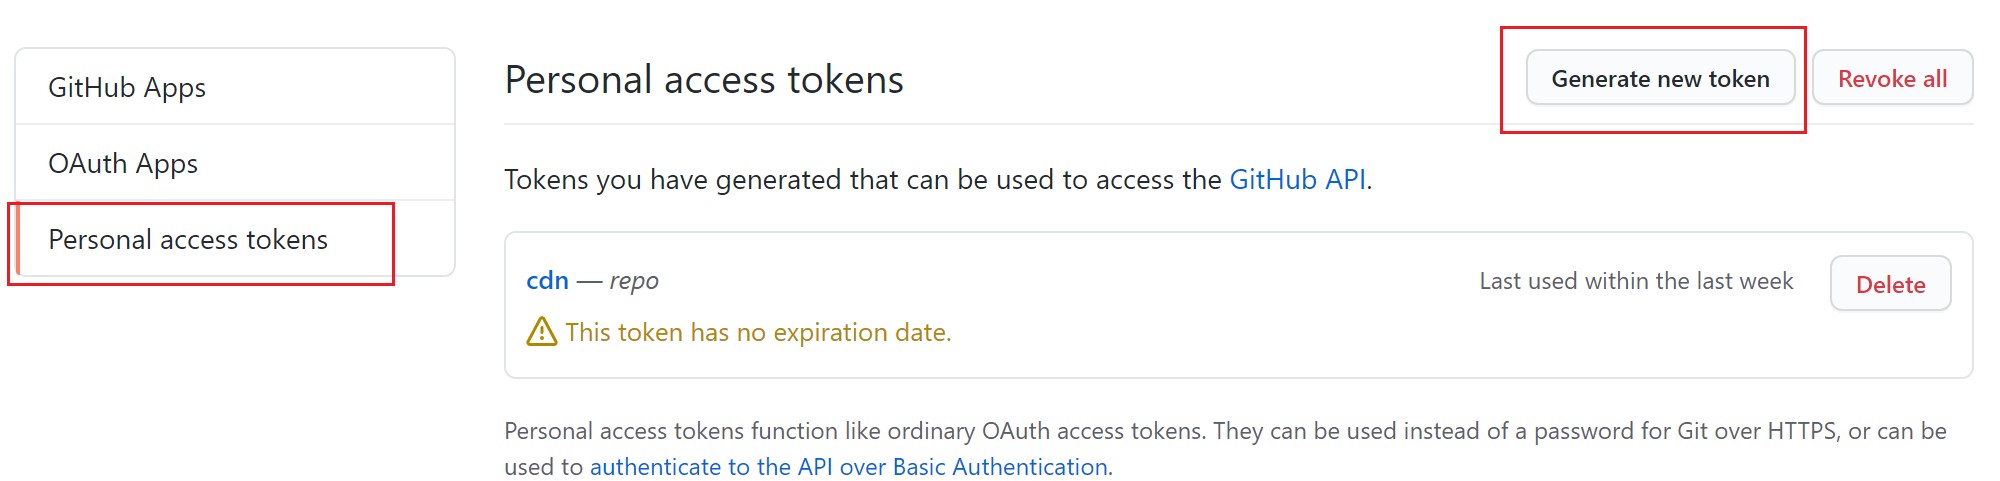 GitHub Apps
OAuth Apps
Personal access tokens
Personal access tokens
Generate new token
Revoke all
Tokens you have generated that can be used to access the GitHub API.
cdn — repo
Last used within the last week
Delete
This token has no expiration date.
Personal access tokens function like ordinary OAuth access tokens. They can be used instead of a password for Git over HTTPS, or can be
used to authenticate to the API over Basic Authentication.